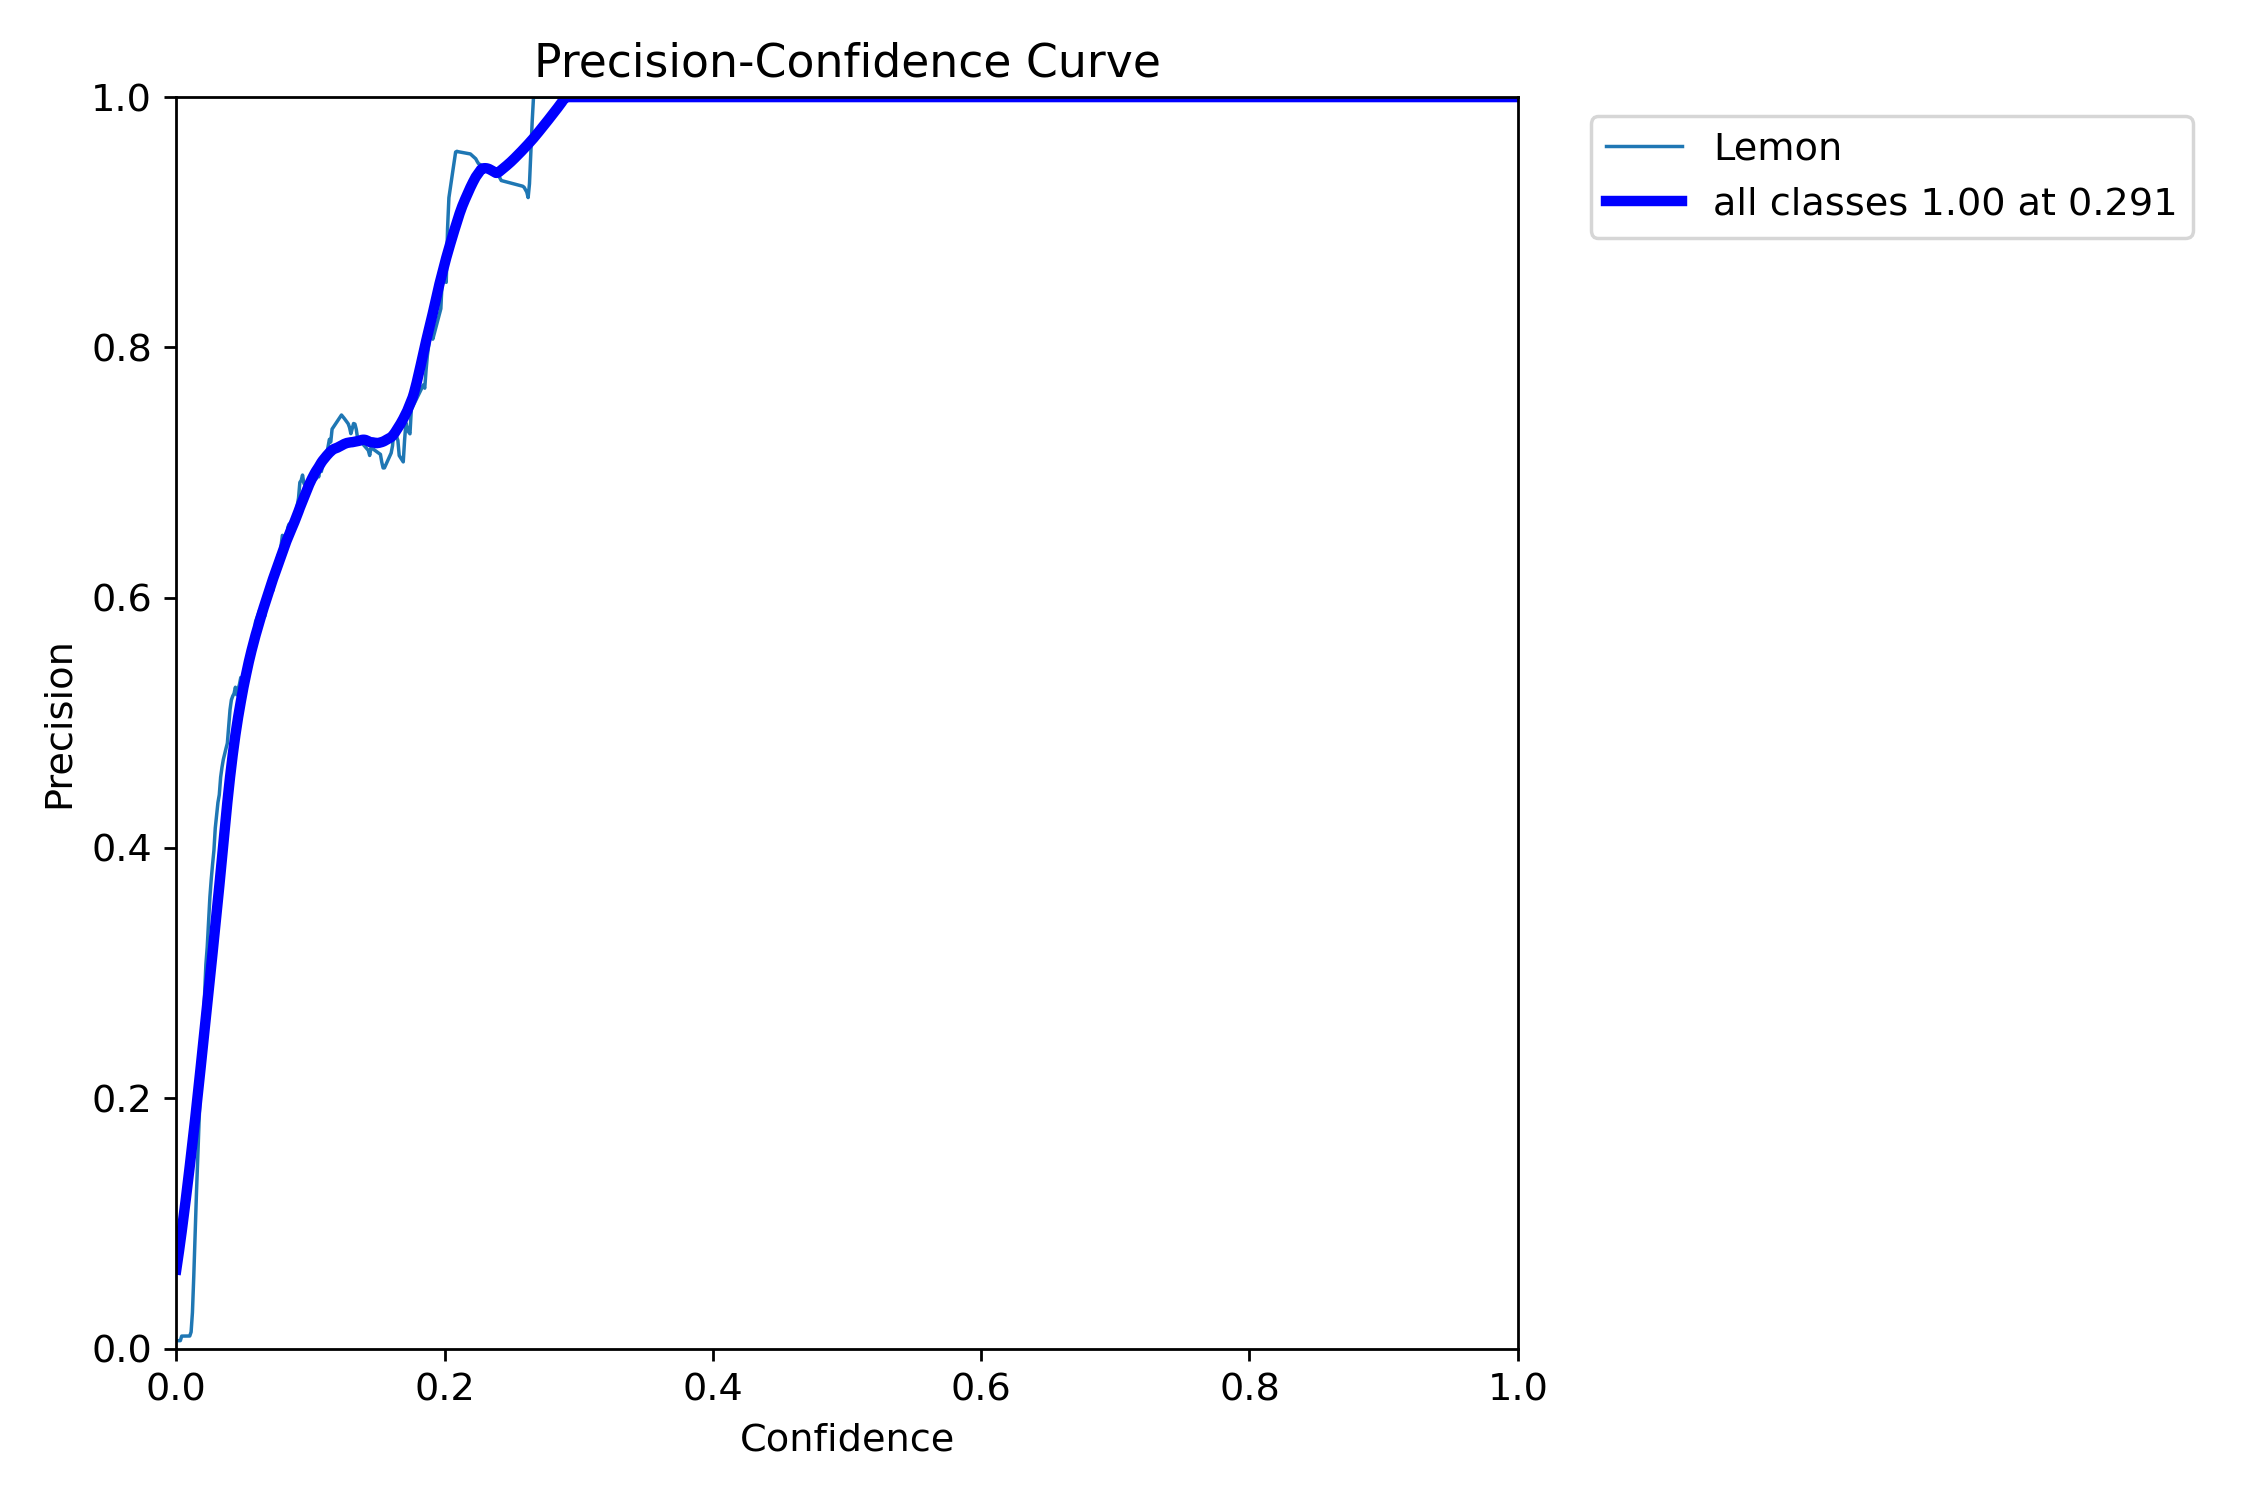 Precision-Confidence Curve
1.0
0.8
0.6
0.4
0.2
0.0
Precision
0.0 0.2 0.4 0.6 0.8 1.0
Confidence
Lemon
all classes 1.00 at 0.291